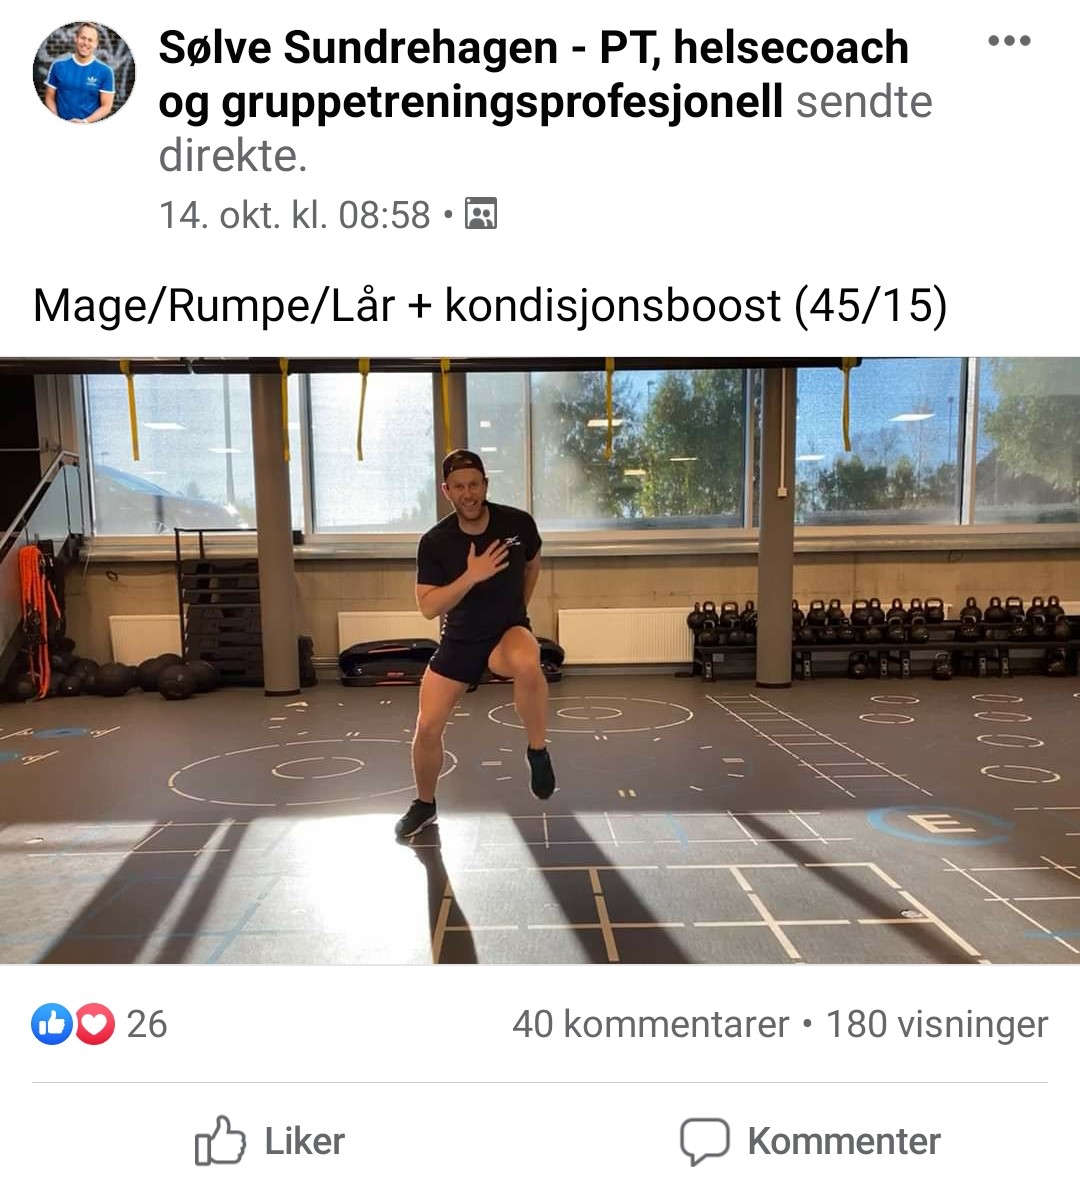 Sølve Sundrehagen - PT, helsecoach
og gruppetreningsprofesjonell sendte
direkte.
14. okt. kl. 08:58 •
Mage/Rumpe/Lår + kondisjonsboost (45/15)
E
26
40 kommentarer • 180 visninger
Liker
Kommenter